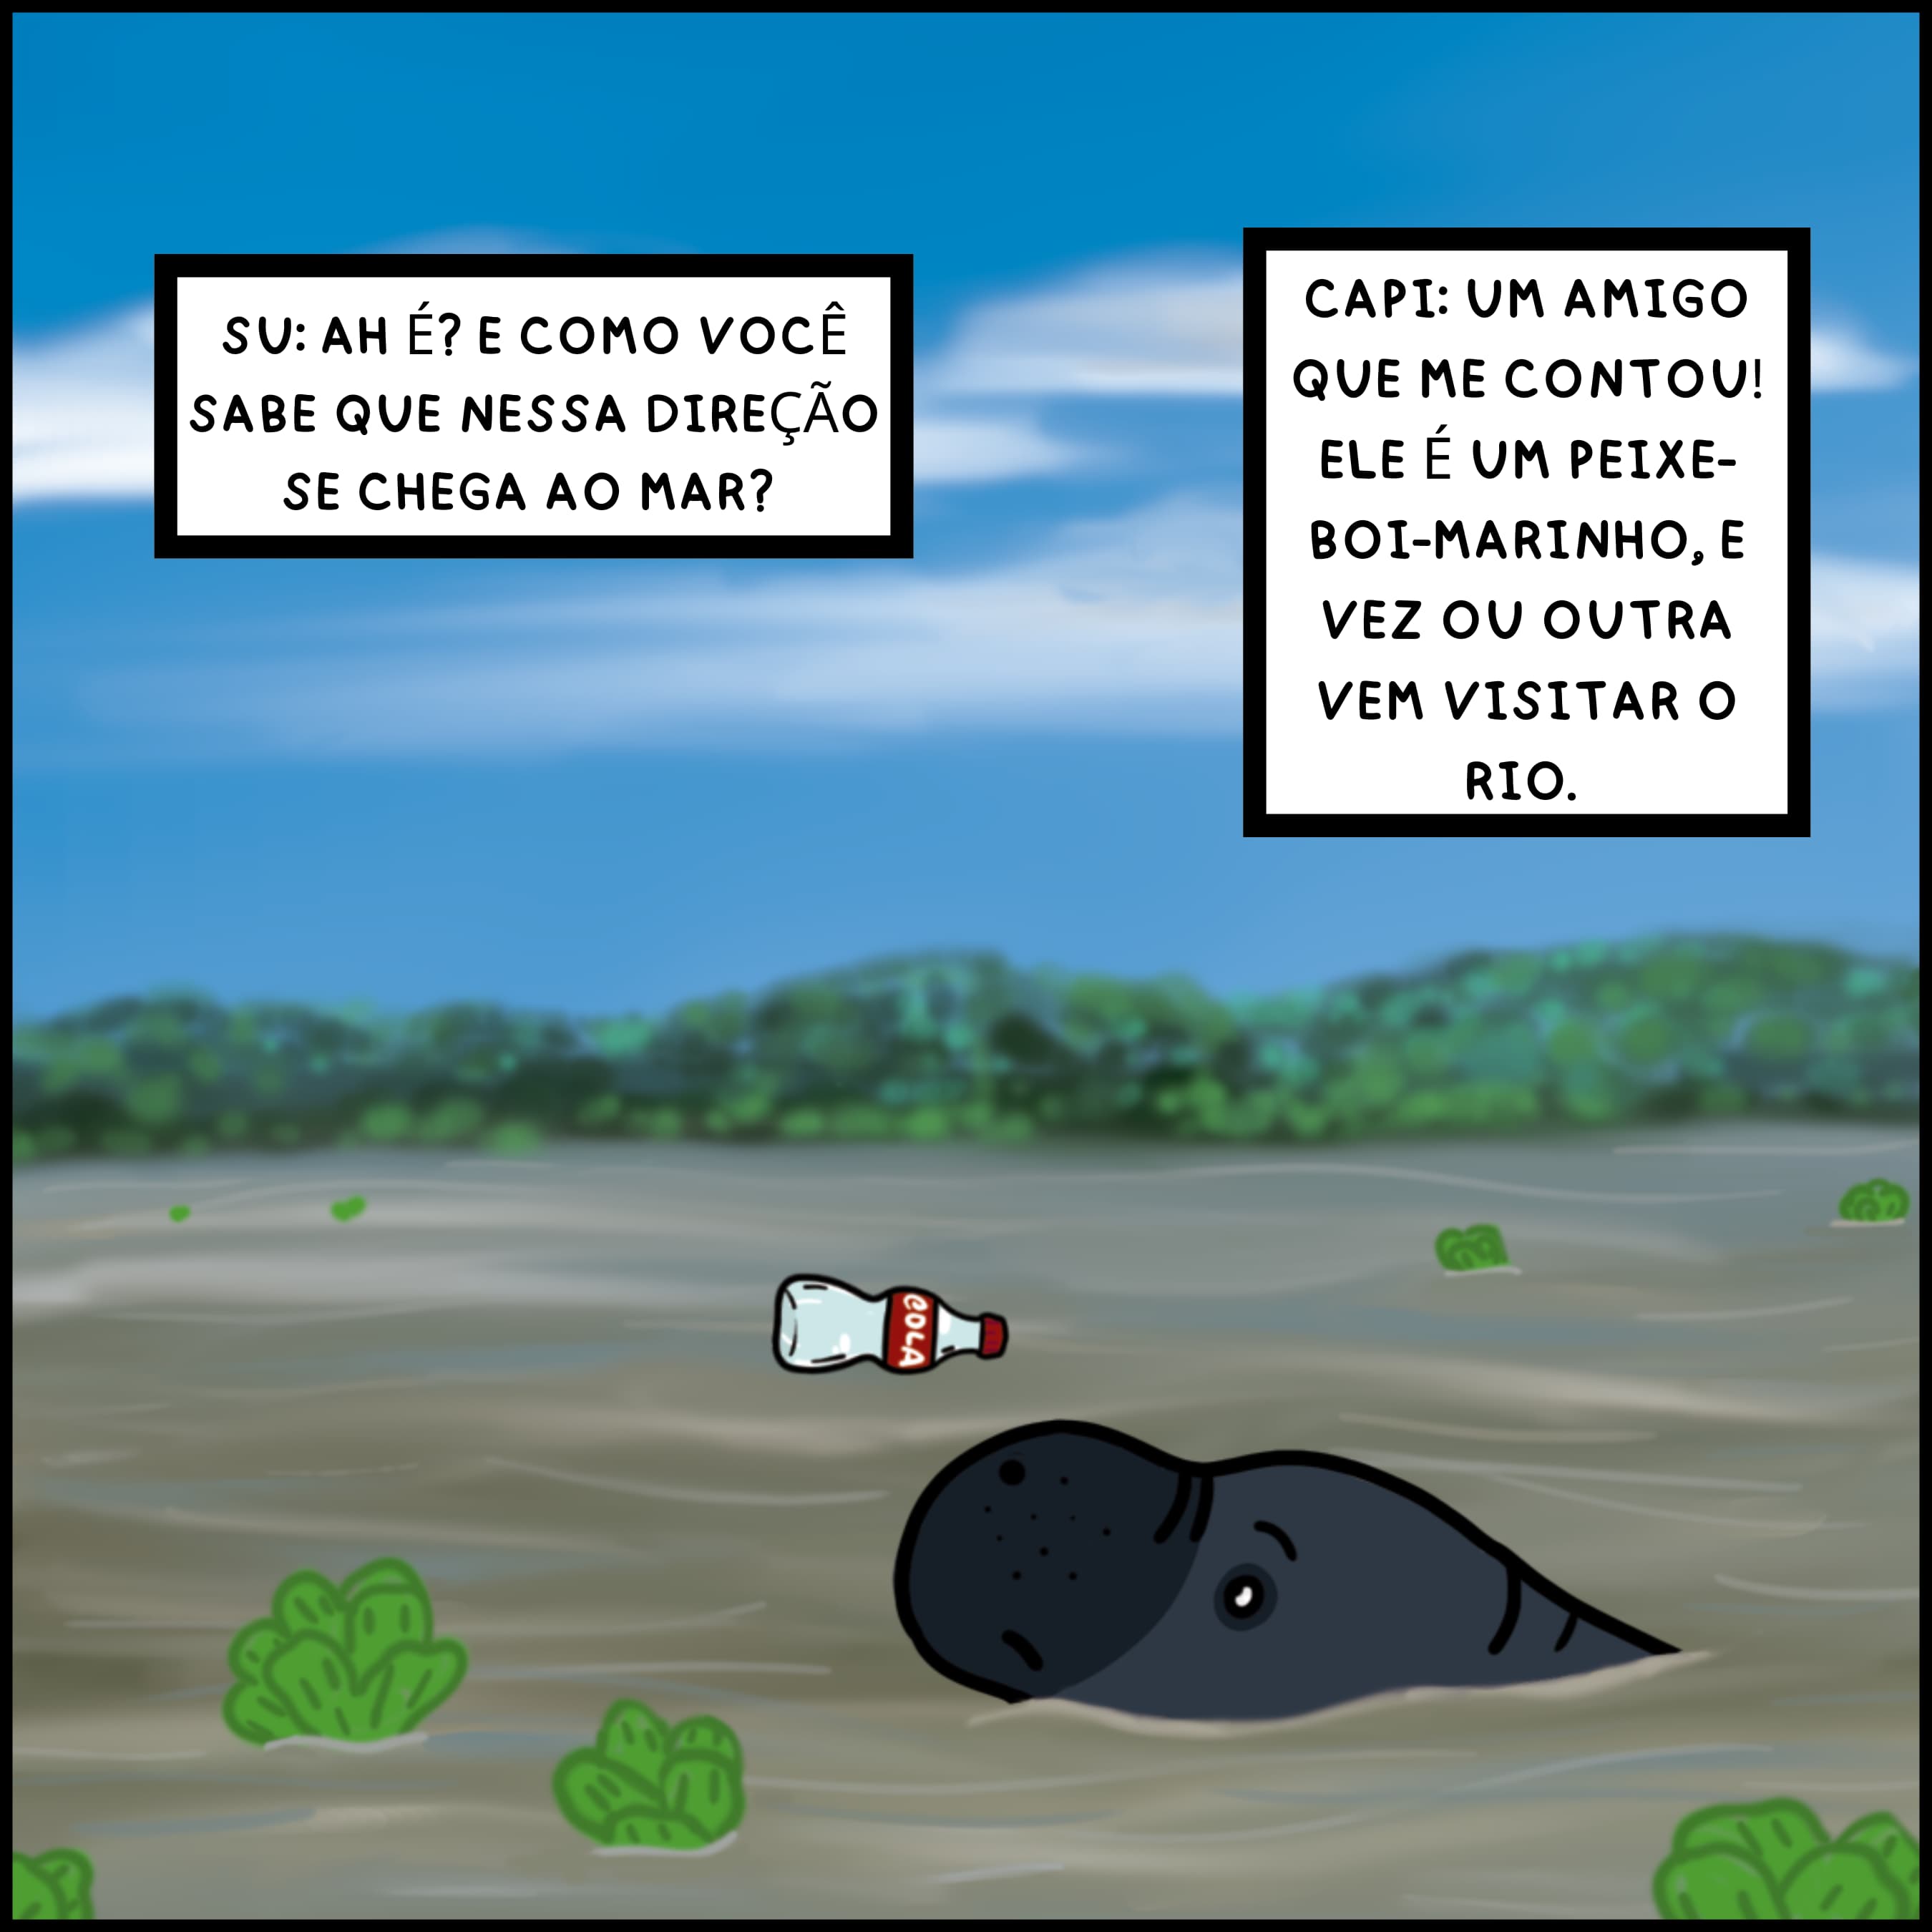 SU: AH É? E COMO VOCÊ
SABE QUE NESSA DIREÇÃO
SE CHEGA AO MAR?
CAPI: UM AMIGO
QUE ME CONTOU!
ELE É UM PEIXE-
BOI-MARINHO, E
VEZ OU OUTRA
VEM VISITAR O
RIO.
COLA